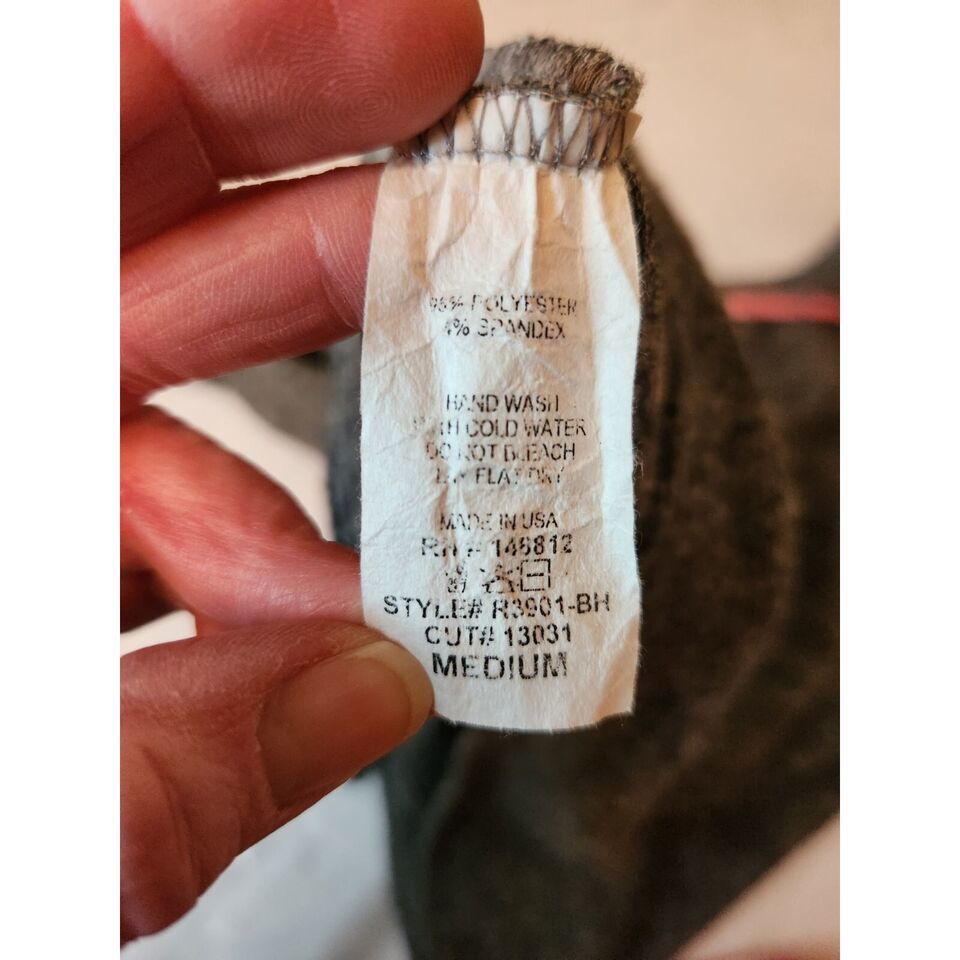 96% POLYESTER
4% SPANDEX
HAND WASH
WITH COLD WATER
DO NOT BLEACH
LAY FLAT DRY
MADE IN USA
RN# 146812
STYLE# R3901-BH
CUT# 13031
MEDIUM